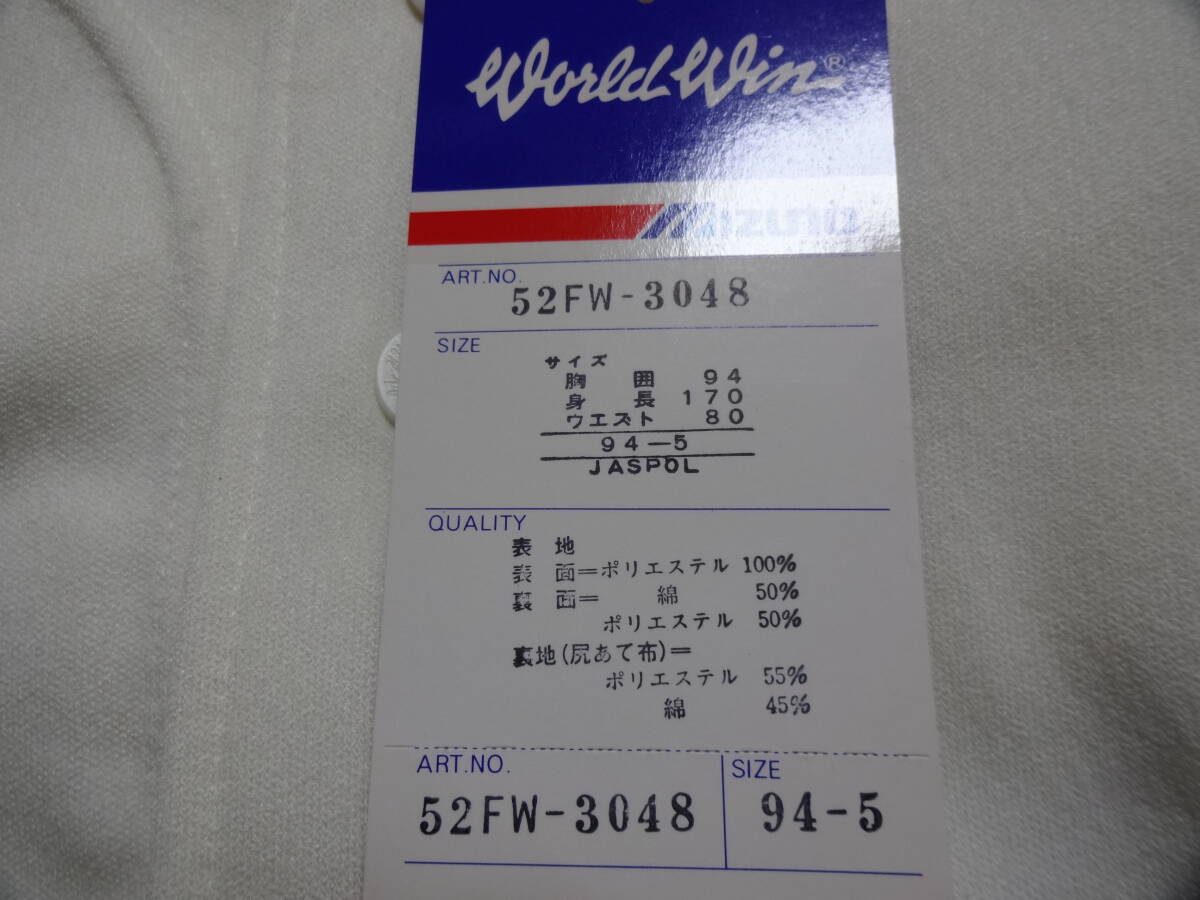 World Win®
Mizuno
ART.NO.
52FW-3048
SIZE
サイズ
胸囲 94
身長 170
ウエスト 80
94-5
JASPOL
QUALITY
表地
表面=ポリエステル 100%
裏面= 綿 50%
ポリエステル 50%
裏地(尻あて布)=
ポリエステル 55%
綿 45%
ART.NO.
52FW-3048
SIZE
94-5